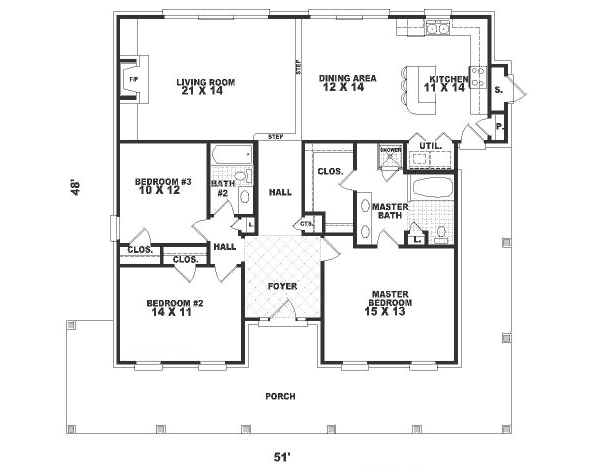 LIVING ROOM
21 X 14
F/P
STEP
DINING AREA
12 X 14
KITCHEN
11 X 14
S.
P.
STEP
UTIL.
SHOWER
CLOS.
BEDROOM #3
10 X 12
BATH
#2
HALL
MASTER
BATH
48'
L.
CTS.
L.
CLOS.
CLOS.
HALL
FOYER
BEDROOM #2
14 X 11
MASTER
BEDROOM
15 X 13
PORCH
51'